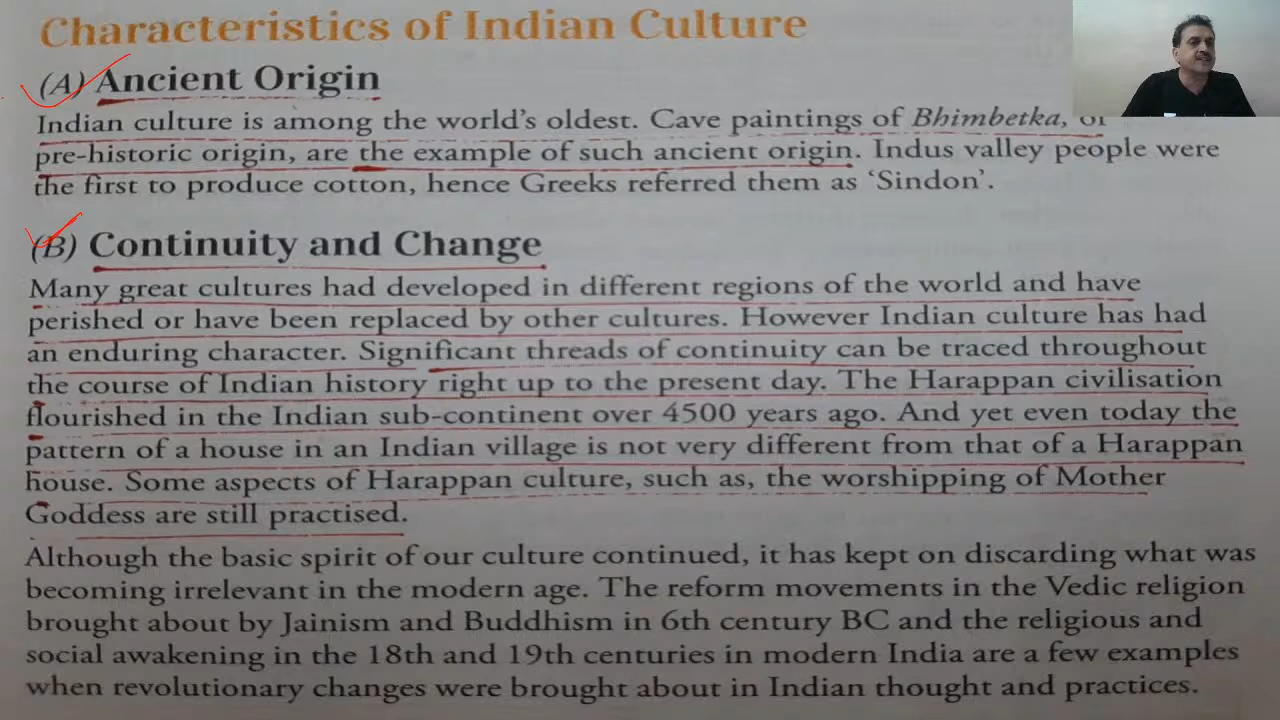 Characteristics of Indian Culture
(A) Ancient Origin
Indian culture is among the world's oldest. Cave paintings of Bhimbetka, of
pre-historic origin, are the example of such ancient origin. Indus valley people were
the first to produce cotton, hence Greeks referred them as 'Sindon'.
(B) Continuity and Change
Many great cultures had developed in different regions of the world and have
perished or have been replaced by other cultures. However Indian culture has had
an enduring character. Significant threads of continuity can be traced throughout
the course of Indian history right up to the present day. The Harappan civilisation
flourished in the Indian sub-continent over 4500 years ago. And yet even today the
pattern of a house in an Indian village is not very different from that of a Harappan
house. Some aspects of Harappan culture, such as, the worshipping of Mother
Goddess are still practised.
Although the basic spirit of our culture continued, it has kept on discarding what was
becoming irrelevant in the modern age. The reform movements in the Vedic religion
brought about by Jainism and Buddhism in 6th century BC and the religious and
social awakening in the 18th and 19th centuries in modern India are a few examples
when revolutionary changes were brought about in Indian thought and practices.